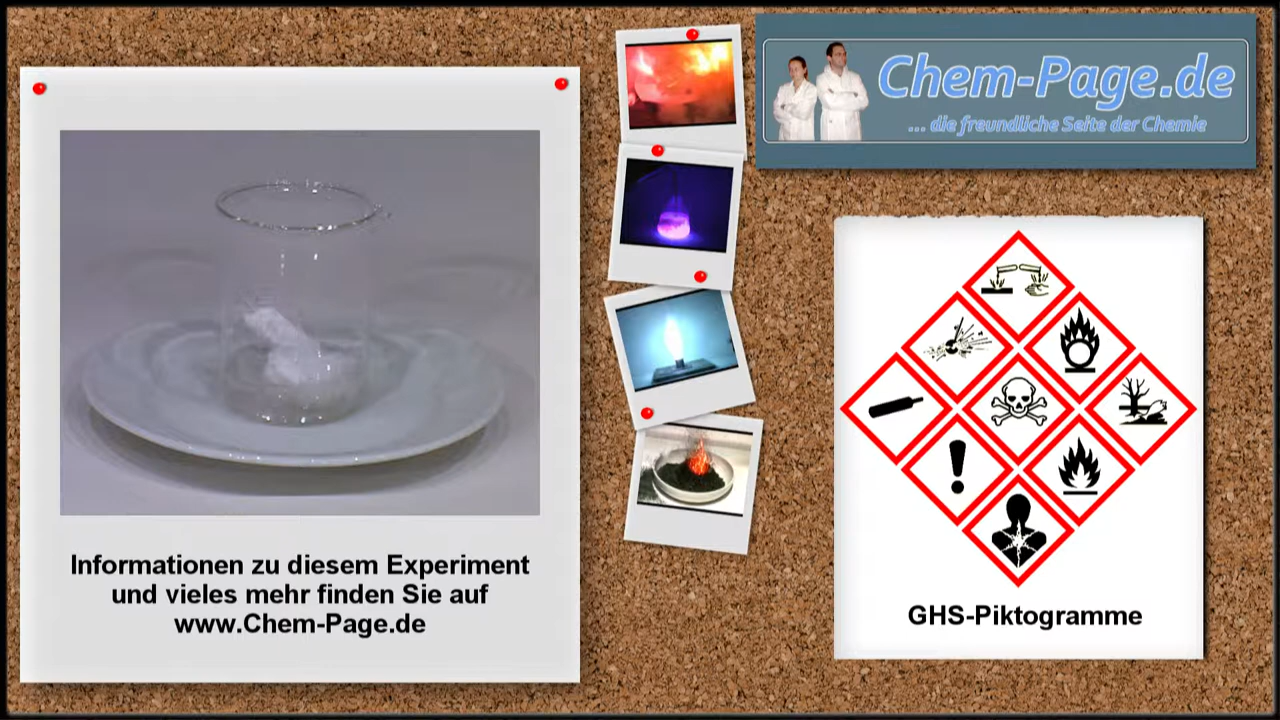 Chem-Page.de
... die freundliche Seite der Chemie
Informationen zu diesem Experiment
und vieles mehr finden Sie auf
www.Chem-Page.de
GHS-Piktogramme